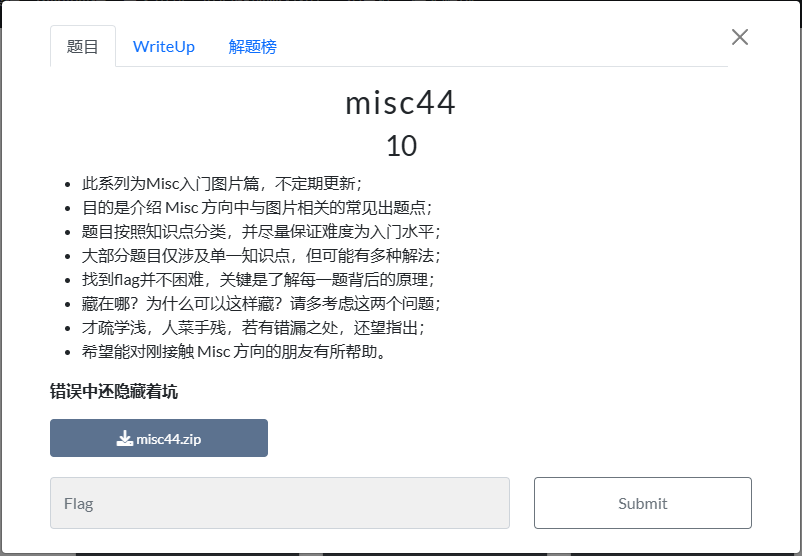 题目 WriteUp 解题榜
misc44
10
此系列为Misc入门图片篇，不定期更新；
目的是介绍 Misc 方向中与图片相关的常见出题点；
题目按照知识点分类，并尽量保证难度为入门水平；
大部分题目仅涉及单一知识点，但可能有多种解法；
找到flag并不困难，关键是了解每一题背后的原理；
藏在哪？为什么可以这样藏？请多考虑这两个问题；
才疏学浅，人菜手残，若有错漏之处，还望指出；
希望能对刚接触 Misc 方向的朋友有所帮助。
错误中还隐藏着坑
misc44.zip
Flag Submit